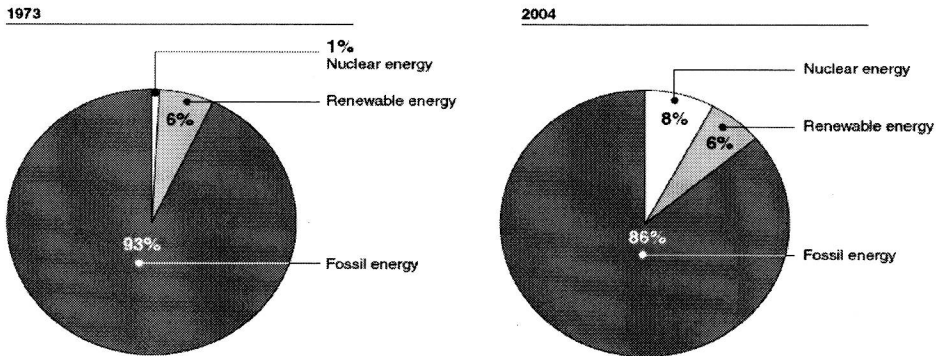 1973
1%
Nuclear energy
Renewable energy
6%
93%
Fossil energy
2004
Nuclear energy
8%
Renewable energy
6%
86%
Fossil energy